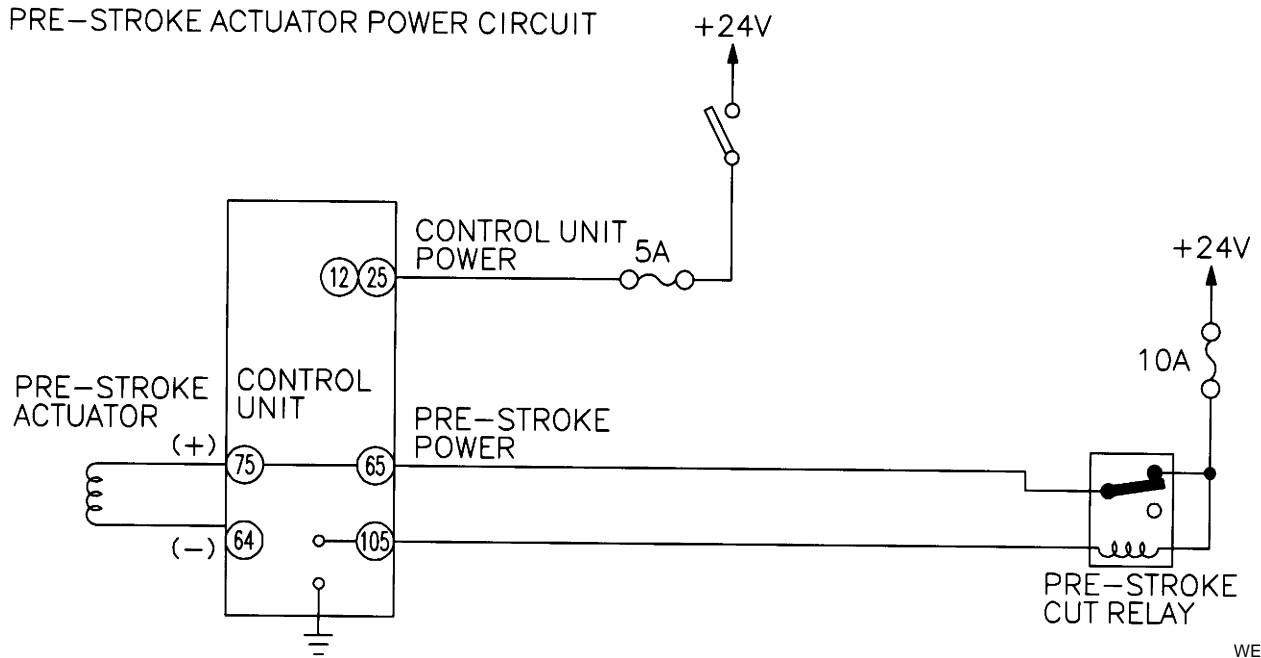 PRE-STROKE ACTUATOR POWER CIRCUIT
+24V
CONTROL UNIT
POWER
5A
12
25
+24V
10A
PRE-STROKE
ACTUATOR
CONTROL
UNIT
PRE-STROKE
POWER
(+)
75
65
(-)
64
105
PRE-STROKE
CUT RELAY
WE